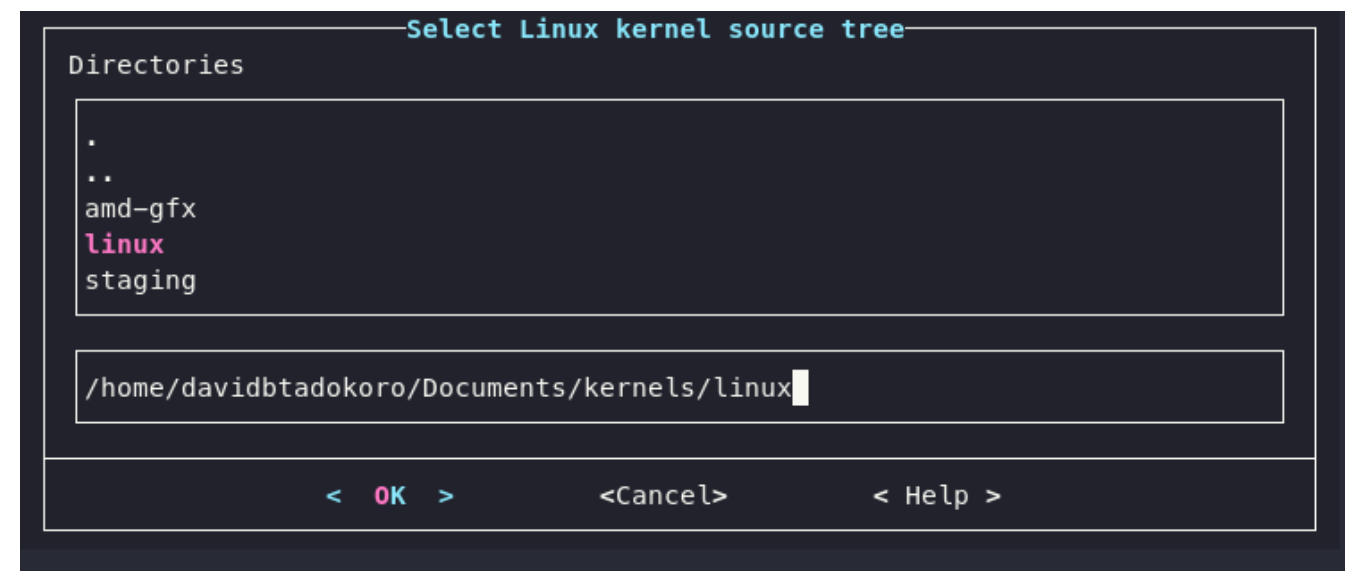 Select Linux kernel source tree
Directories
.
..
amd-gfx
linux
staging
/home/davidbtadokoro/Documents/kernels/linux
< OK > <Cancel> < Help >